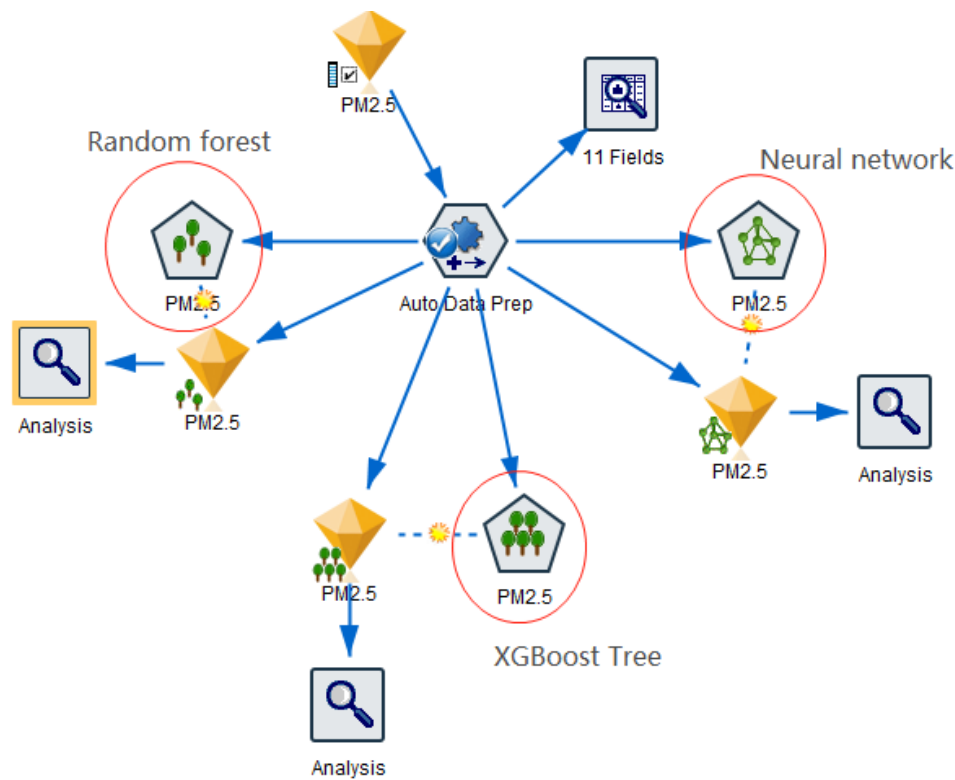 PM2.5
Random forest
11 Fields
Neural network
PM2.5
Auto Data Prep
PM2.5
Analysis
PM2.5
PM2.5
Analysis
PM2.5
PM2.5
XGBoost Tree
Analysis